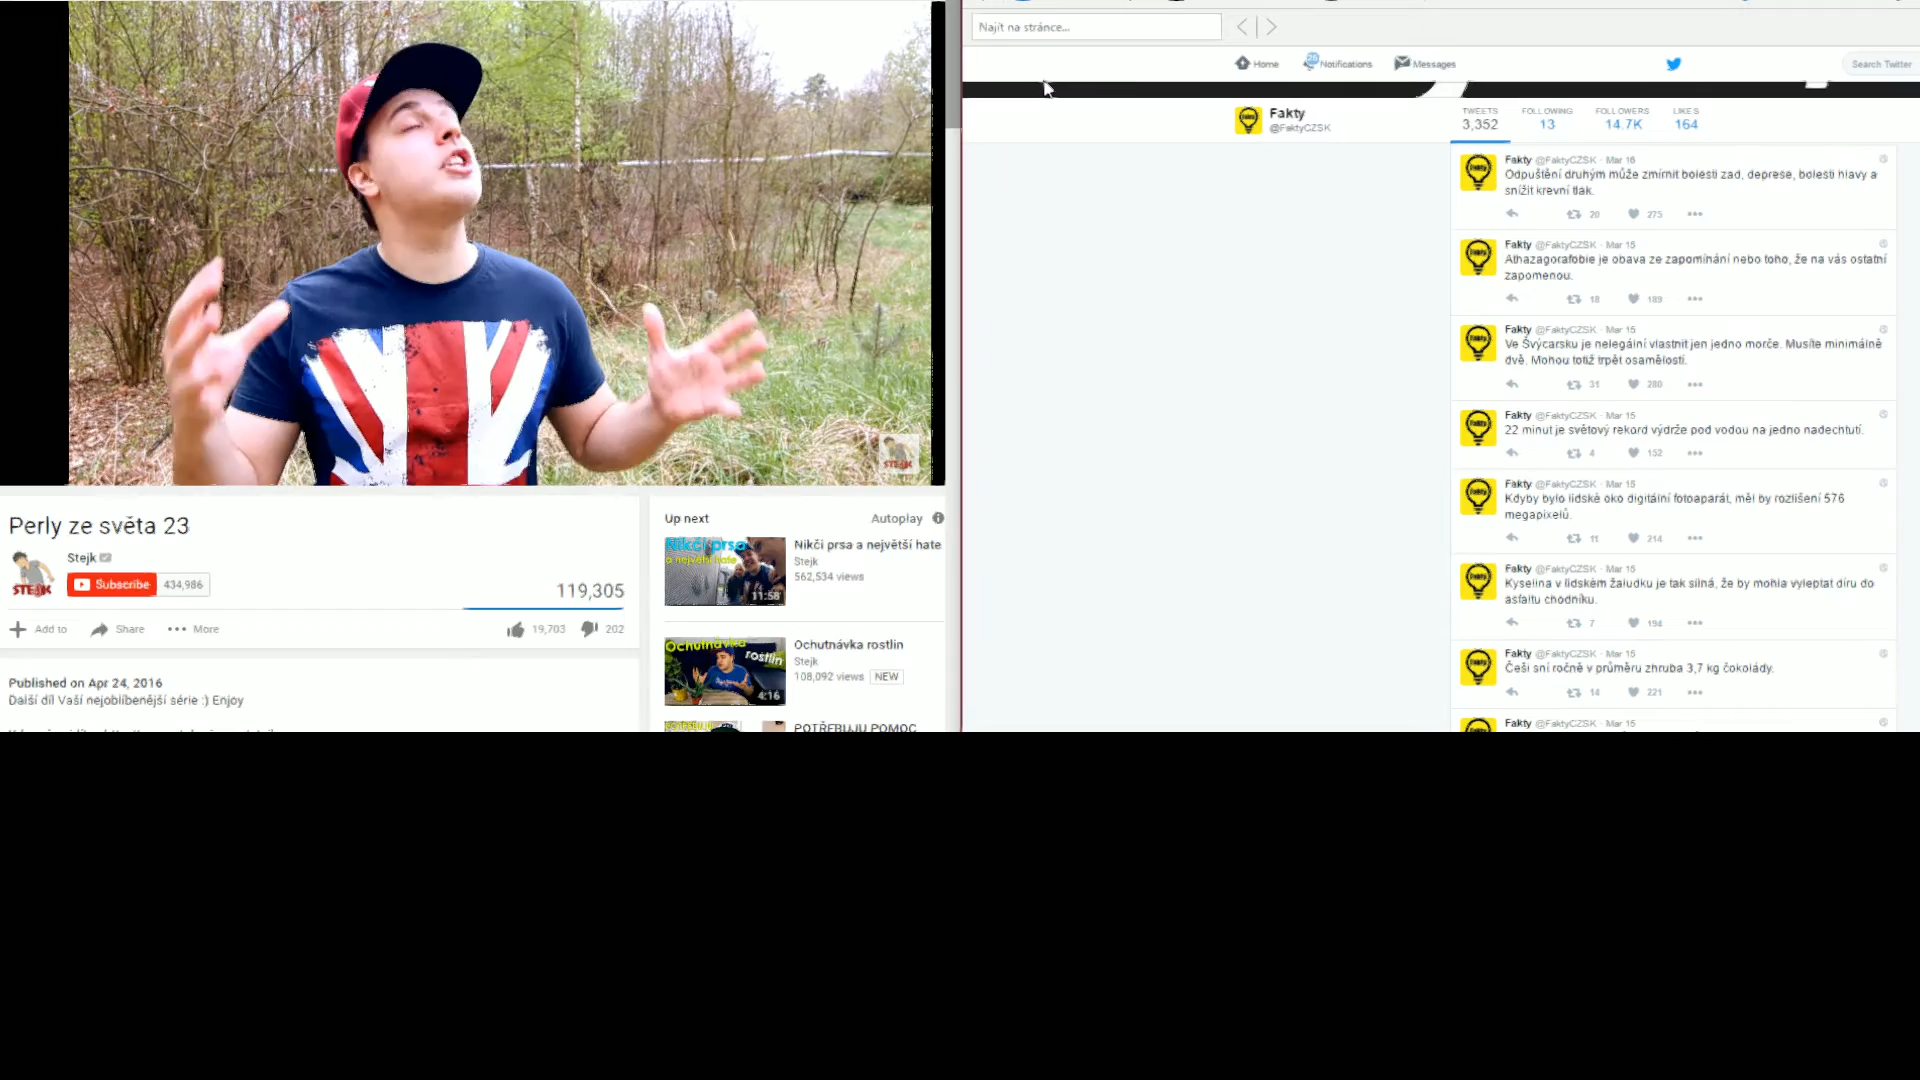 STEJK
Perly ze světa 23
Stejk
Subscribe 434,986
119,305
Add to Share More 19,703 202
Published on Apr 24, 2016
Další díl Vaší nejoblíbenější série :) Enjoy
Up next Autoplay
Nikči prsa
a největší hate
11:58
Nikči prsa a největší hate
Stejk
562,534 views
Ochutnávka
rostlin
4:16
Ochutnávka rostlin
Stejk
108,092 views NEW
POTŘEBUJU POMOC
Najít na stránce...
Home Notifications Messages Search Twitter
Fakty
@FaktyCZSK
TWEETS FOLLOWING FOLLOWERS LIKES
3,352 13 14.7K 164
Fakty @FaktyCZSK · Mar 16
Odpuštění druhým může zmírnit bolesti zad, deprese, bolesti hlavy a
snížit krevní tlak.
20 275
Fakty @FaktyCZSK · Mar 15
Athazagorafobie je obava ze zapomínání nebo toho, že na vás ostatní
zapomenou.
18 189
Fakty @FaktyCZSK · Mar 15
Ve Švýcarsku je nelegální vlastnit jen jedno morče. Musíte minimálně
dvě. Mohou totiž trpět osamělostí.
31 280
Fakty @FaktyCZSK · Mar 15
22 minut je světový rekord výdrže pod vodou na jedno nadechtutí.
4 152
Fakty @FaktyCZSK · Mar 15
Kdyby bylo lidské oko digitální fotoaparát, měl by rozlišení 576
megapixelů.
11 214
Fakty @FaktyCZSK · Mar 15
Kyselina v lidském žaludku je tak silná, že by mohla vyleptat díru do
asfaltu chodníku.
7 194
Fakty @FaktyCZSK · Mar 15
Češi sní ročně v průměru zhruba 3,7 kg čokolády.
14 221
Fakty @FaktyCZSK · Mar 15